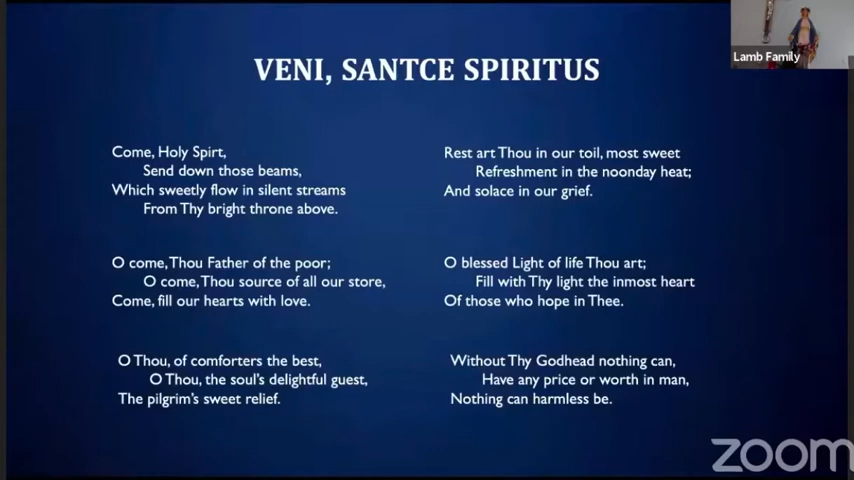 VENI, SANTCE SPIRITUS
Come, Holy Spirt,
Send down those beams,
Which sweetly flow in silent streams
From Thy bright throne above.
O come, Thou Father of the poor;
O come, Thou source of all our store,
Come, fill our hearts with love.
O Thou, of comforters the best,
O Thou, the soul's delightful guest,
The pilgrim's sweet relief.
Rest art Thou in our toil, most sweet
Refreshment in the noonday heat;
And solace in our grief.
O blessed Light of life Thou art;
Fill with Thy light the inmost heart
Of those who hope in Thee.
Without Thy Godhead nothing can,
Have any price or worth in man,
Nothing can harmless be.
Lamb Family
zoom